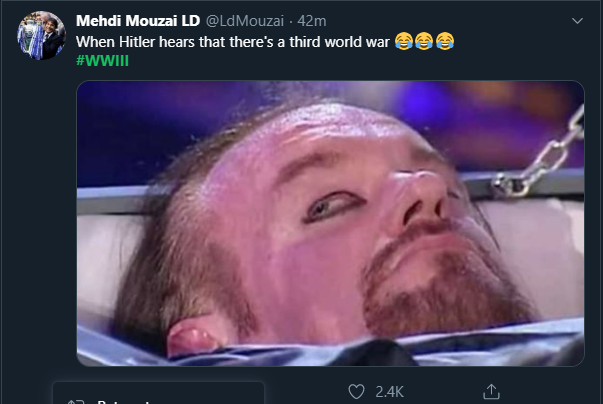 Mehdi Mouzai LD @LdMouzai · 42m
When Hitler hears that there's a third world war 😂😂😂
#WWIII
2.4K